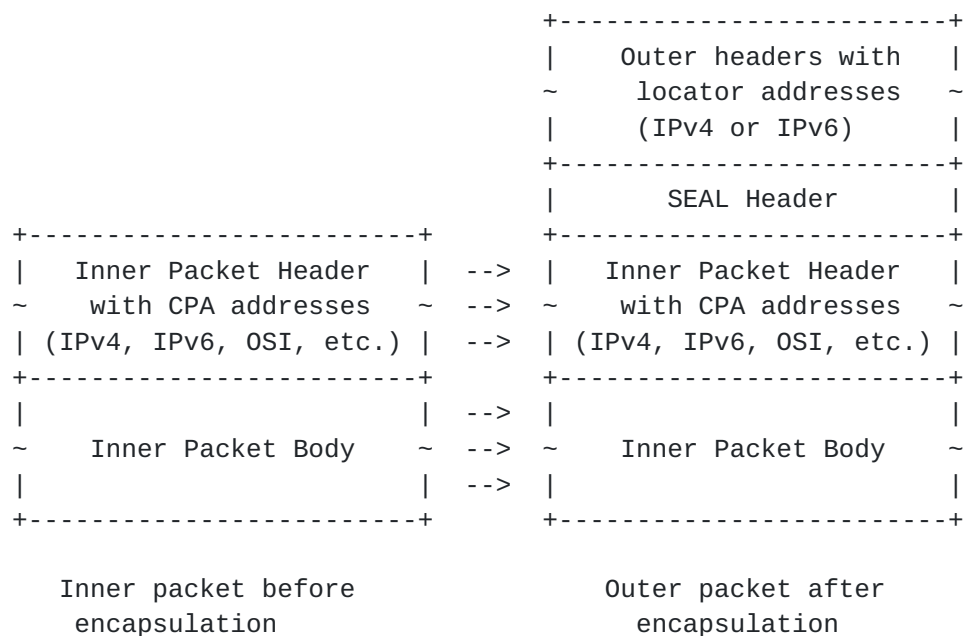 +-------------------------+
                                  |    Outer headers with   |
                                  ~     locator addresses   ~
                                  |     (IPv4 or IPv6)      |
                                  +-------------------------+
                                  |       SEAL Header       |
+-------------------------+       +-------------------------+
|   Inner Packet Header   |  -->  |   Inner Packet Header   |
~    with CPA addresses   ~  -->  ~    with CPA addresses   ~
| (IPv4, IPv6, OSI, etc.) |  -->  | (IPv4, IPv6, OSI, etc.) |
+-------------------------+       +-------------------------+
|                         |  -->  |                         |
~    Inner Packet Body    ~  -->  ~    Inner Packet Body    ~
|                         |  -->  |                         |
+-------------------------+       +-------------------------+

   Inner packet before                Outer packet after
    encapsulation                       encapsulation